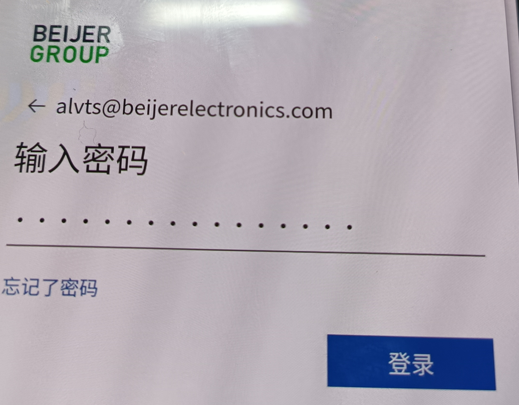 BEIJER
GROUP
← alvts@beijerelectronics.com
输入密码
................
忘记了密码
登录